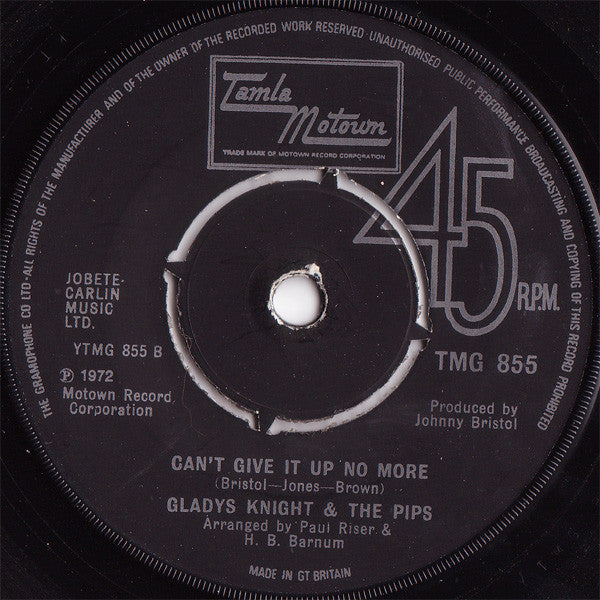 THE GRAMOPHONE CO LTD-ALL RIGHTS OF THE MANUFACTURER AND OF THE OWNER OF THE RECORDED WORK RESERVED UNAUTHORISED PUBLIC PERFORMANCE BROADCASTING AND COPYING OF THIS RECORD PROHIBITED
Tamla
Motown
TRADE MARK OF MOTOWN RECORD CORPORATION
45
R.P.M.
JOBETE-
CARLIN
MUSIC
LTD.
YTMG 855 B
Ⓟ 1972
Motown Record
Corporation
TMG 855
Produced by
Johnny Bristol
CAN'T GIVE IT UP NO MORE
(Bristol—Jones—Brown)
GLADYS KNIGHT & THE PIPS
Arranged by Paul Riser &
H. B. Barnum
MADE IN GT BRITAIN